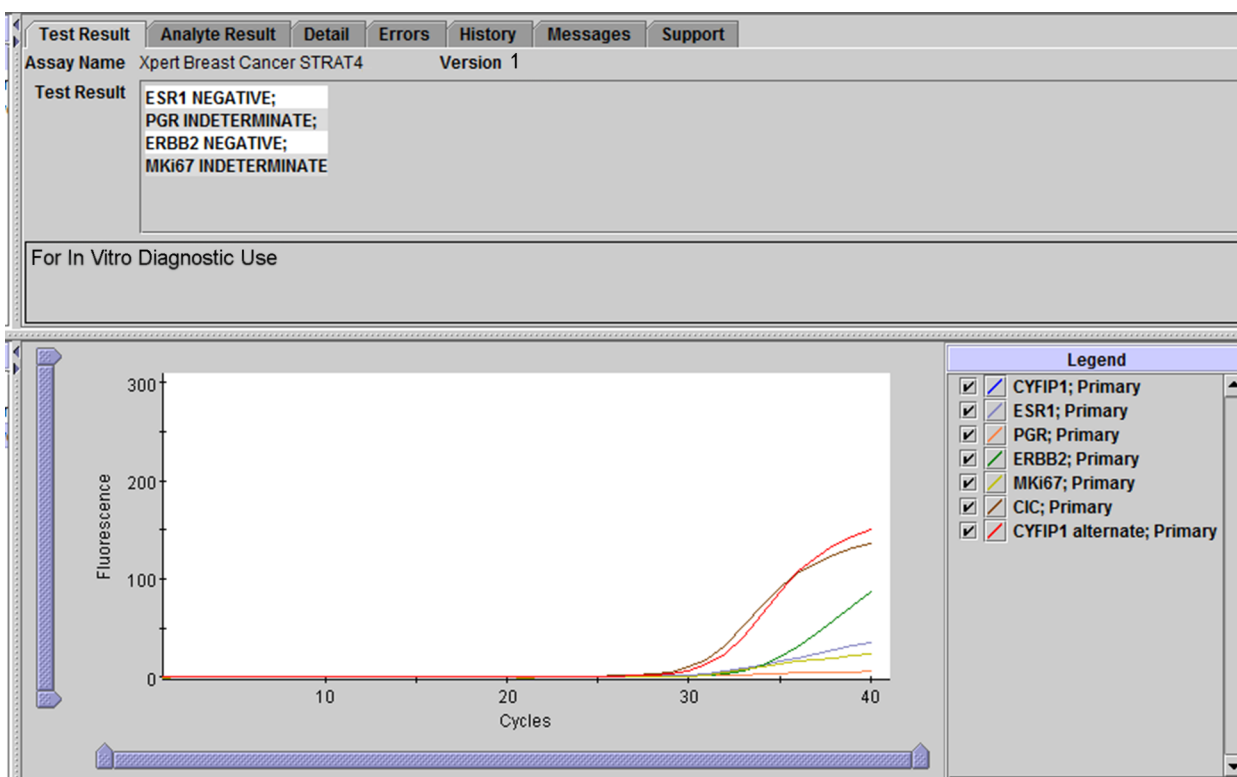 Test Result Analyte Result Detail Errors History Messages Support
Assay Name Xpert Breast Cancer STRAT4 Version 1
Test Result ESR1 NEGATIVE;
PGR INDETERMINATE;
ERBB2 NEGATIVE;
MKi67 INDETERMINATE
For In Vitro Diagnostic Use
300
200
100
0
Fluorescence
10 20 30 40
Cycles
Legend
CYFIP1; Primary
ESR1; Primary
PGR; Primary
ERBB2; Primary
MKi67; Primary
CIC; Primary
CYFIP1 alternate; Primary